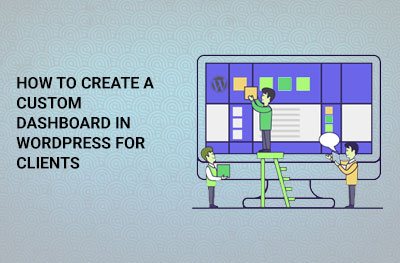 HOW TO CREATE A
CUSTOM
DASHBOARD IN
WORDPRESS FOR
CLIENTS